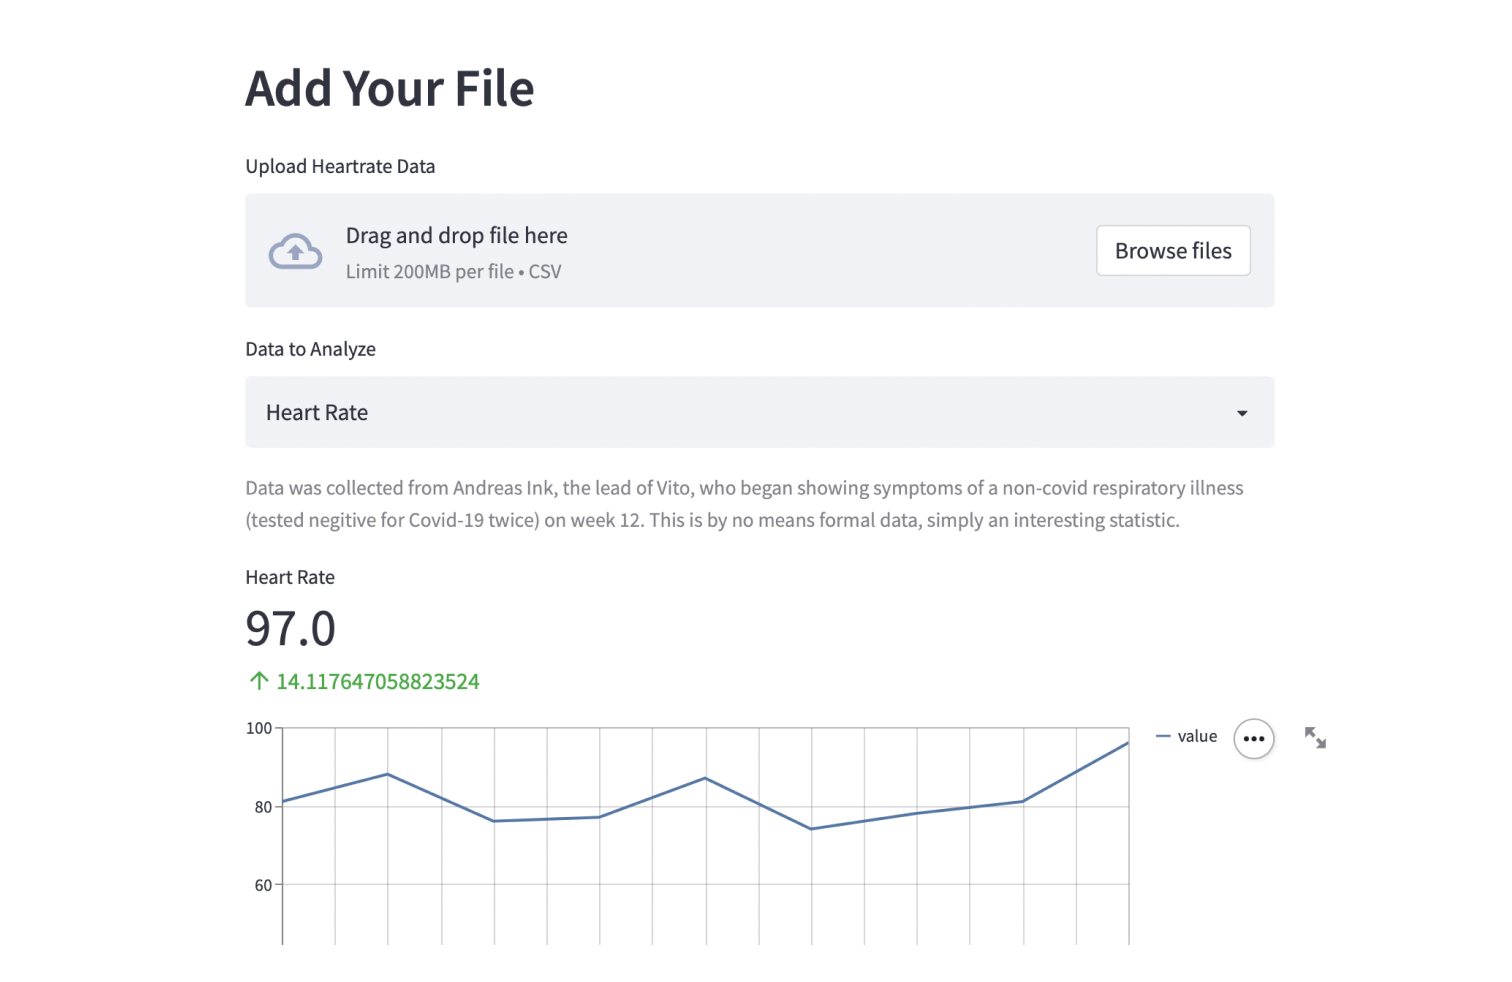 Add Your File
Upload Heartrate Data
Drag and drop file here
Limit 200MB per file • CSV
Browse files
Data to Analyze
Heart Rate
Data was collected from Andreas Ink, the lead of Vito, who began showing symptoms of a non-covid respiratory illness
(tested negitive for Covid-19 twice) on week 12. This is by no means formal data, simply an interesting statistic.
Heart Rate
97.0
↑ 14.117647058823524
100
value
80
60